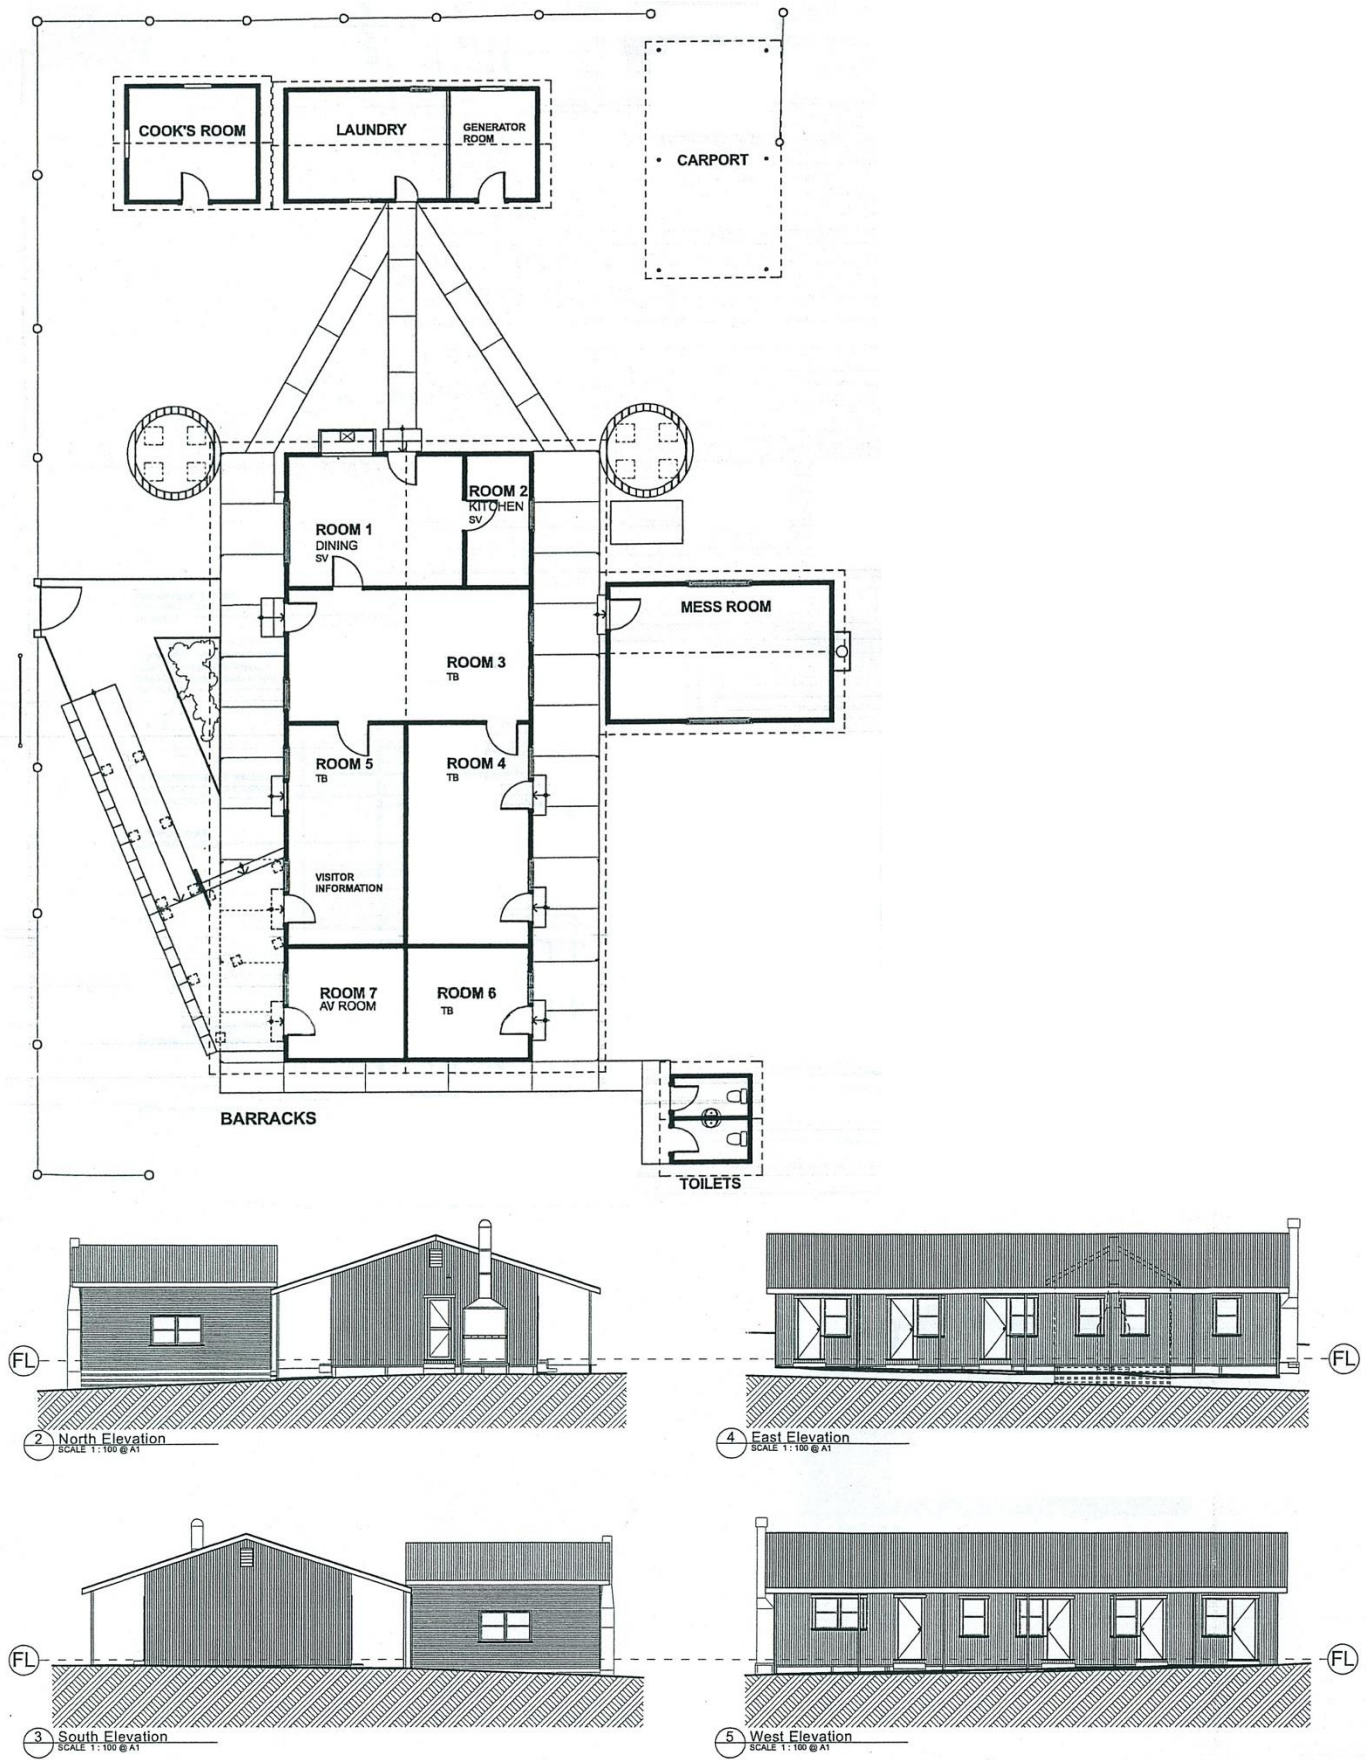 COOK'S ROOM
LAUNDRY
GENERATOR
ROOM
CARPORT
ROOM 1
DINING
SV
ROOM 2
KITCHEN
SV
MESS ROOM
ROOM 3
TB
ROOM 5
TB
ROOM 4
TB
VISITOR
INFORMATION
ROOM 7
AV ROOM
ROOM 6
TB
BARRACKS
TOILETS
FL
2 North Elevation
SCALE 1 : 100 @ A1
FL
4 East Elevation
SCALE 1 : 100 @ A1
FL
3 South Elevation
SCALE 1 : 100 @ A1
FL
5 West Elevation
SCALE 1 : 100 @ A1